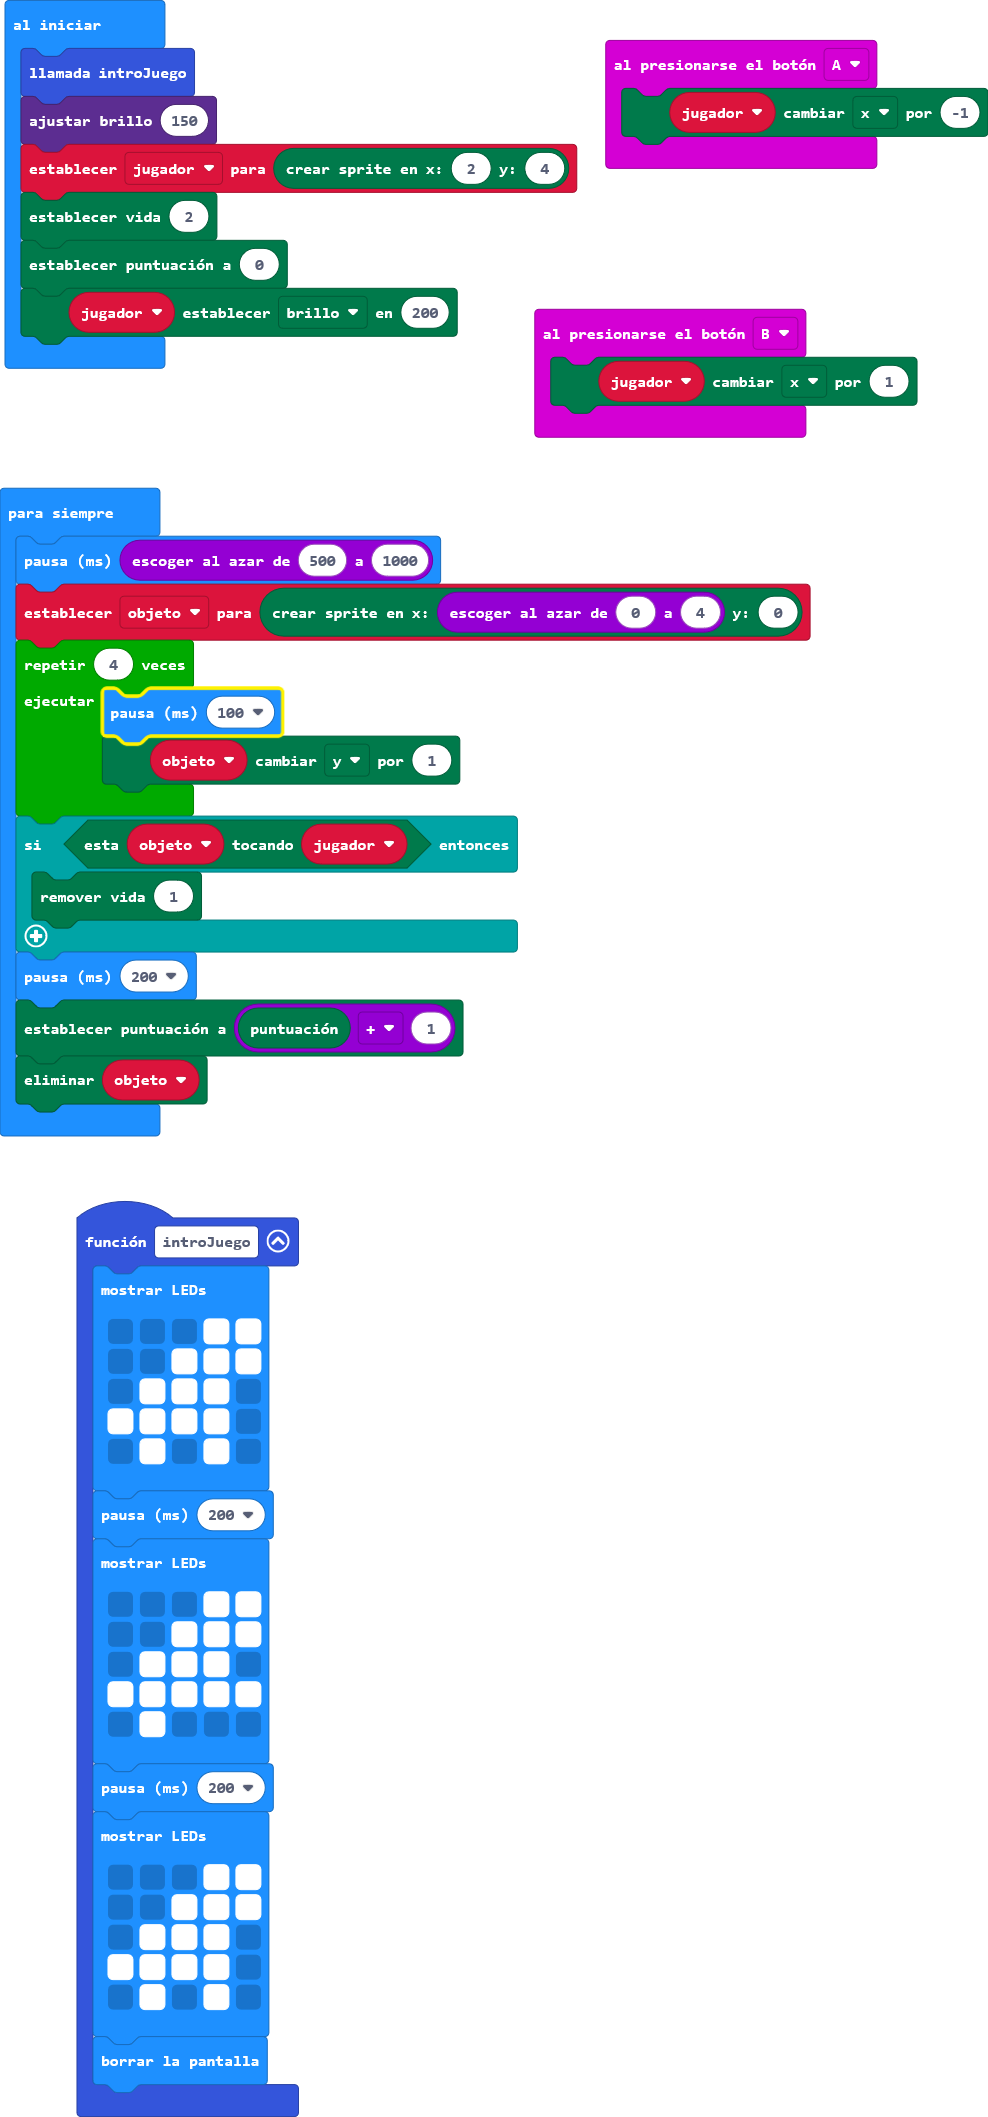 al iniciar
llamada introJuego
ajustar brillo 150
establecer jugador para crear sprite en x: 2 y: 4
establecer vida 2
establecer puntuación a 0
jugador establecer brillo en 200
al presionarse el botón A
jugador cambiar x por -1
al presionarse el botón B
jugador cambiar x por 1
para siempre
pausa (ms) escoger al azar de 500 a 1000
establecer objeto para crear sprite en x: escoger al azar de 0 a 4 y: 0
repetir 4 veces
ejecutar
pausa (ms) 100
objeto cambiar y por 1
si esta objeto tocando jugador entonces
remover vida 1
pausa (ms) 200
establecer puntuación a puntuación + 1
eliminar objeto
función introJuego
mostrar LEDs
pausa (ms) 200
mostrar LEDs
pausa (ms) 200
mostrar LEDs
borrar la pantalla